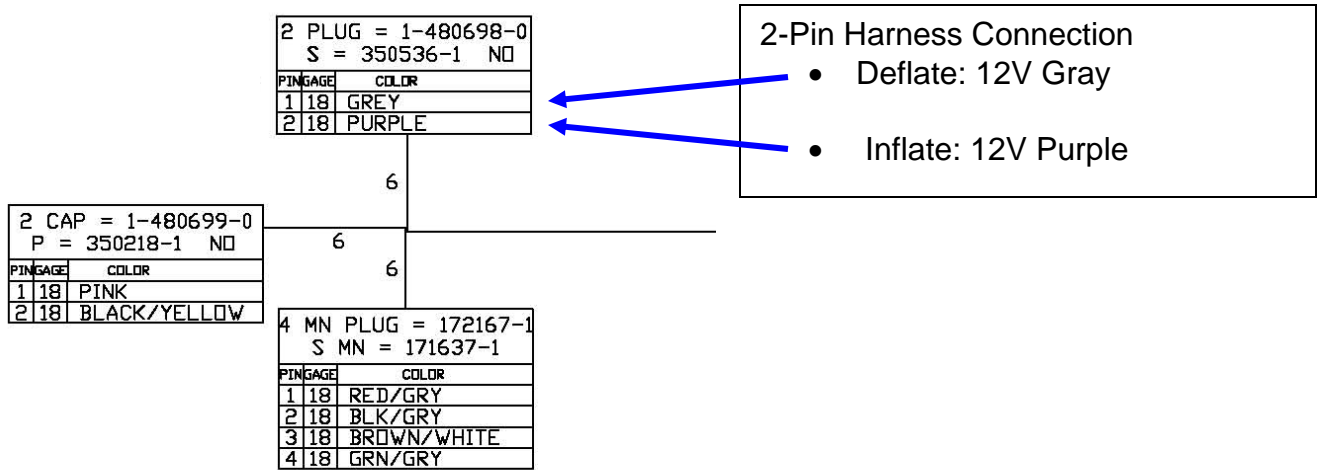 2 PLUG = 1-480698-0
S = 350536-1 NO
PIN GAGE COLOR
1 18 GREY
2 18 PURPLE
2-Pin Harness Connection
• Deflate: 12V Gray
• Inflate: 12V Purple
6
2 CAP = 1-480699-0
P = 350218-1 NO
PIN GAGE COLOR
1 18 PINK
2 18 BLACK/YELLOW
6
6
4 MN PLUG = 172167-1
S MN = 171637-1
PIN GAGE COLOR
1 18 RED/GRY
2 18 BLK/GRY
3 18 BROWN/WHITE
4 18 GRN/GRY